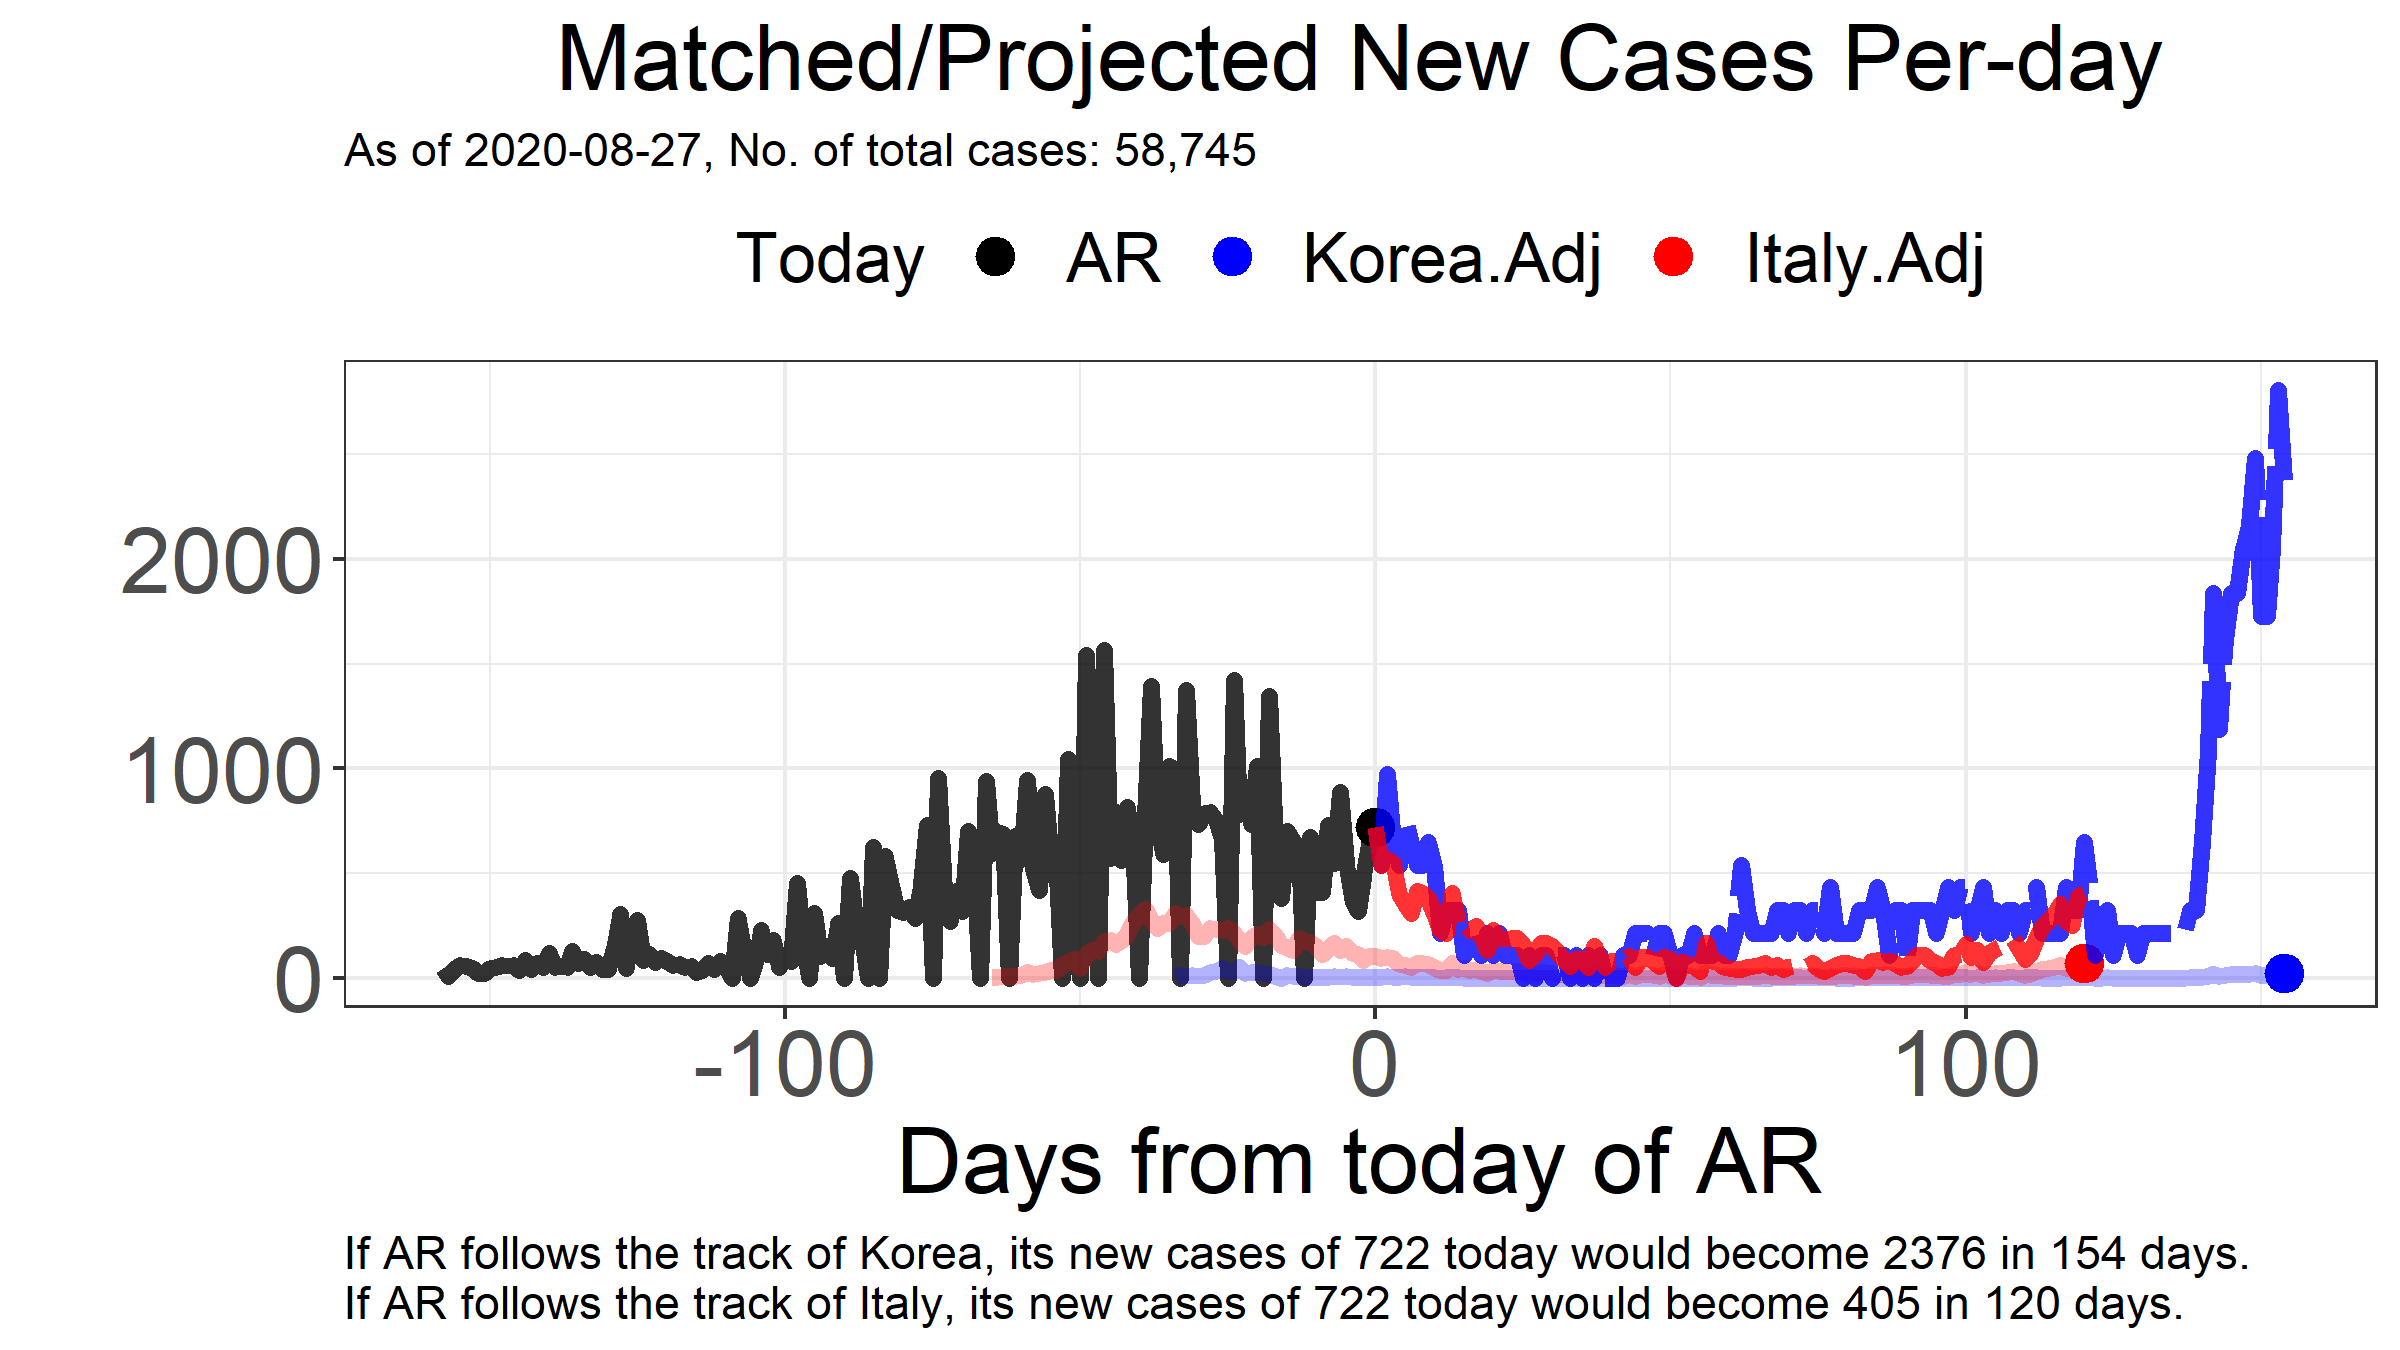 Matched/Projected New Cases Per-day
As of 2020-08-27, No. of total cases: 58,745
Today AR Korea.Adj Italy.Adj
2000
1000
0
-100 0 100
Days from today of AR
If AR follows the track of Korea, its new cases of 722 today would become 2376 in 154 days.
If AR follows the track of Italy, its new cases of 722 today would become 405 in 120 days.